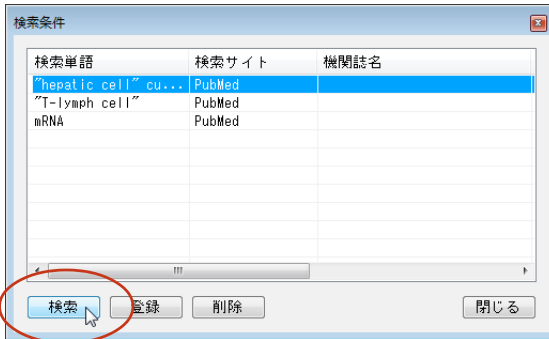 検索条件
検索単語 検索サイト 機関誌名
"hepatic cell" cu... PubMed
"T-lymph cell" PubMed
mRNA PubMed
検索 登録 削除 閉じる